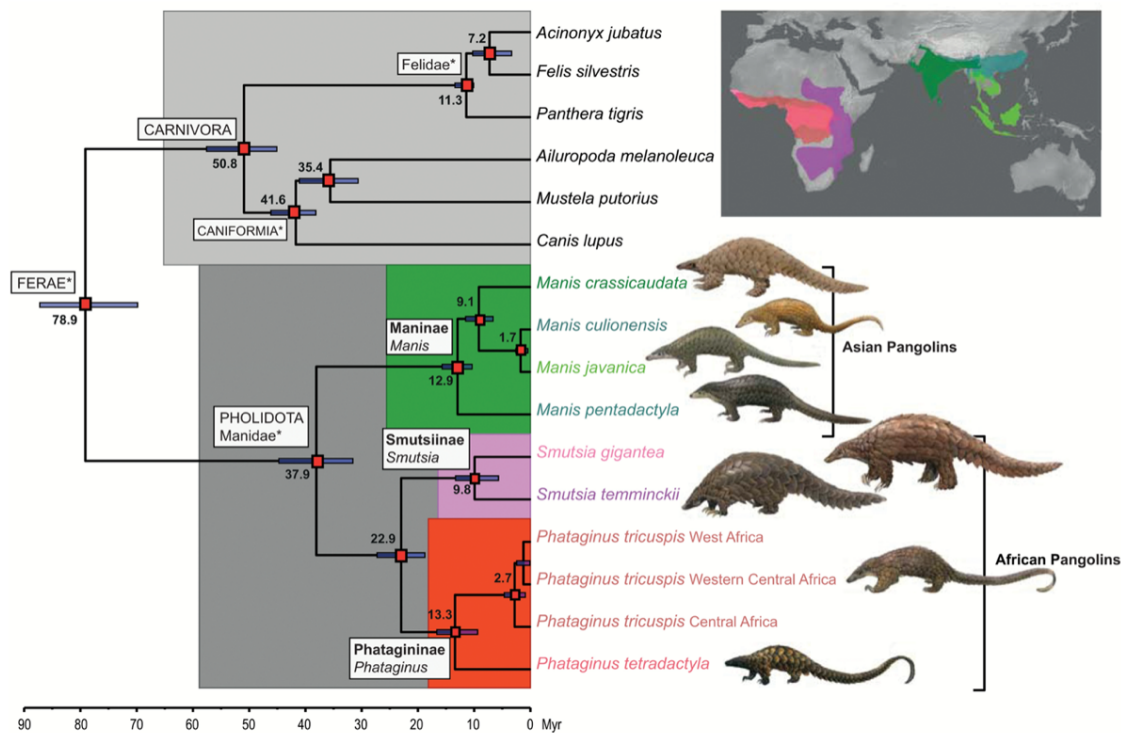 7.2
Acinonyx jubatus
Felidae*
Felis silvestris
11.3
Panthera tigris
CARNIVORA
50.8
35.4
Ailuropoda melanoleuca
Mustela putorius
41.6
CANIFORMIA*
Canis lupus
FERAE*
78.9
Manis crassicaudata
9.1
Maninae
Manis
Manis culionensis
1.7
Asian Pangolins
Manis javanica
12.9
Manis pentadactyla
PHOLIDOTA
Manidae*
37.9
Smutsiinae
Smutsia
Smutsia gigantea
9.8
Smutsia temminckii
22.9
Phataginus tricuspis West Africa
African Pangolins
2.7
Phataginus tricuspis Western Central Africa
13.3
Phataginus tricuspis Central Africa
Phatagininae
Phataginus
Phataginus tetradactyla
90 80 70 60 50 40 30 20 10 0 Myr